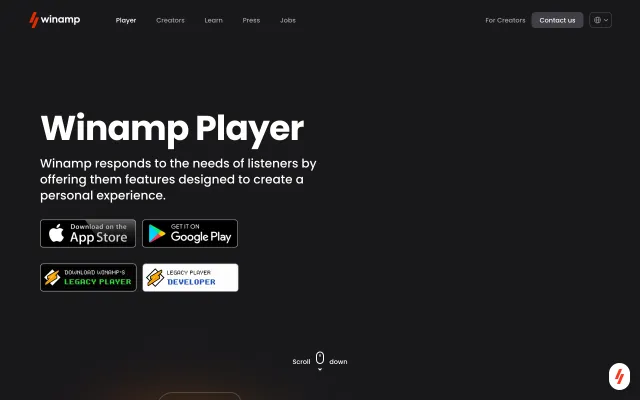 winamp
Player
Creators
Learn
Press
Jobs
For Creators
Contact us
Winamp Player
Winamp responds to the needs of listeners by
offering them features designed to create a
personal experience.
Download on the
App Store
GET IT ON
Google Play
DOWNLOAD WINAMP'S
LEGACY PLAYER
LEGACY PLAYER
DEVELOPER
Scroll down